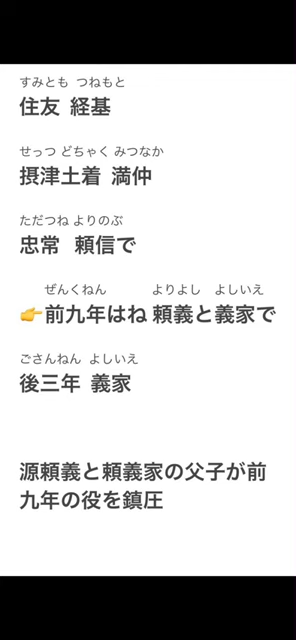 すみとも つねもと
住友 経基
せっつ どちゃく みつなか
摂津土着 満仲
ただつね よりのぶ
忠常 頼信で
ぜんくねん よりよし よしいえ
👉前九年はね 頼義と義家で
ごさんねん よしいえ
後三年 義家
源頼義と頼義家の父子が前
九年の役を鎮圧